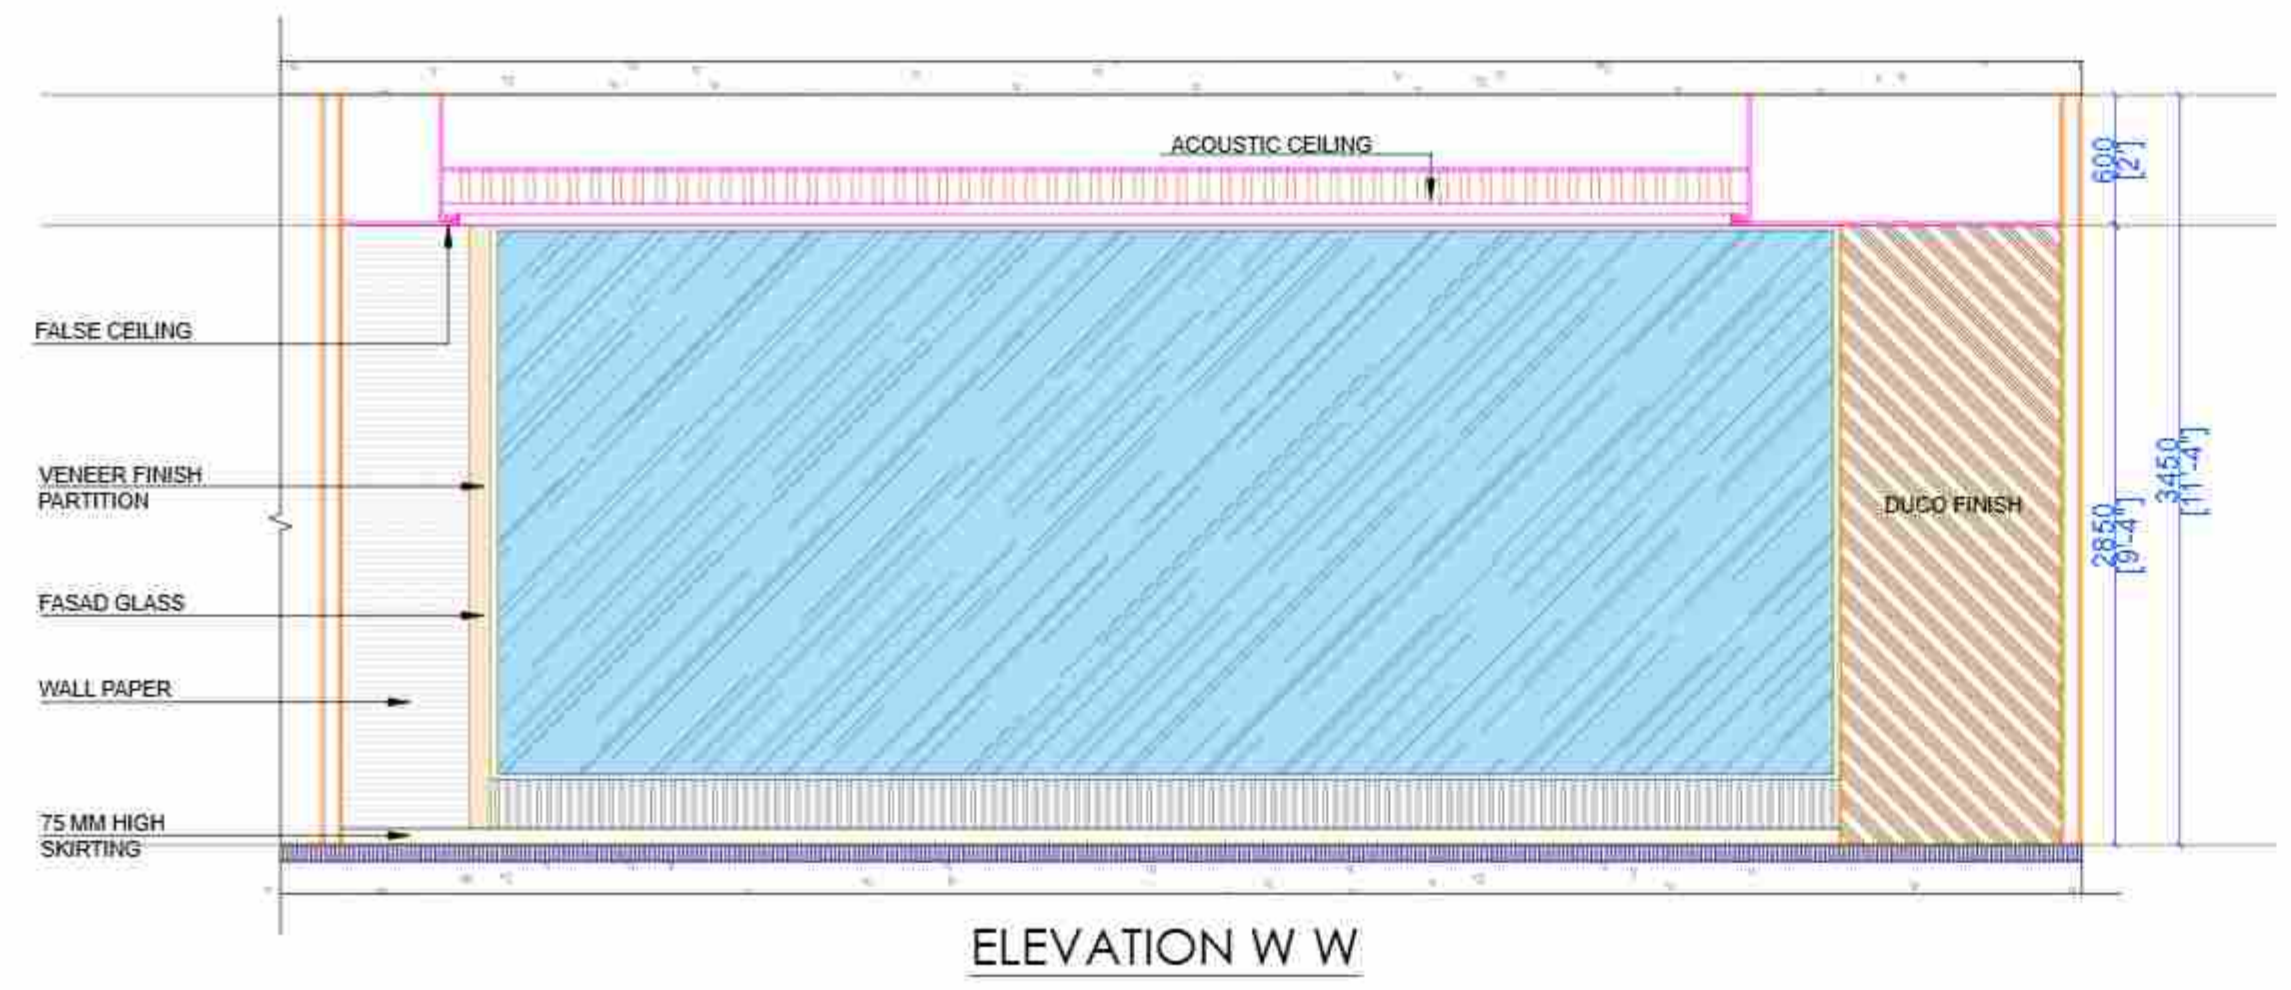 ACOUSTIC CEILING
600
[2']
FALSE CEILING
VENEER FINISH
PARTITION
DUCO FINISH
3450
[11'-4"]
2850
[9'-4"]
FASAD GLASS
WALL PAPER
75 MM HIGH
SKIRTING
ELEVATION W W